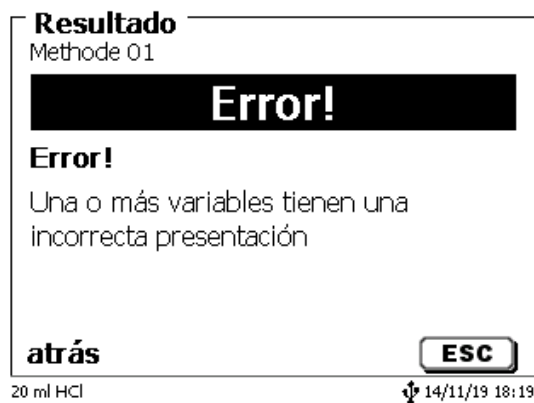 Resultado
Methode 01
Error!
Error!
Una o más variables tienen una
incorrecta presentación
atrás ESC
20 ml HCl 14/11/19 18:19